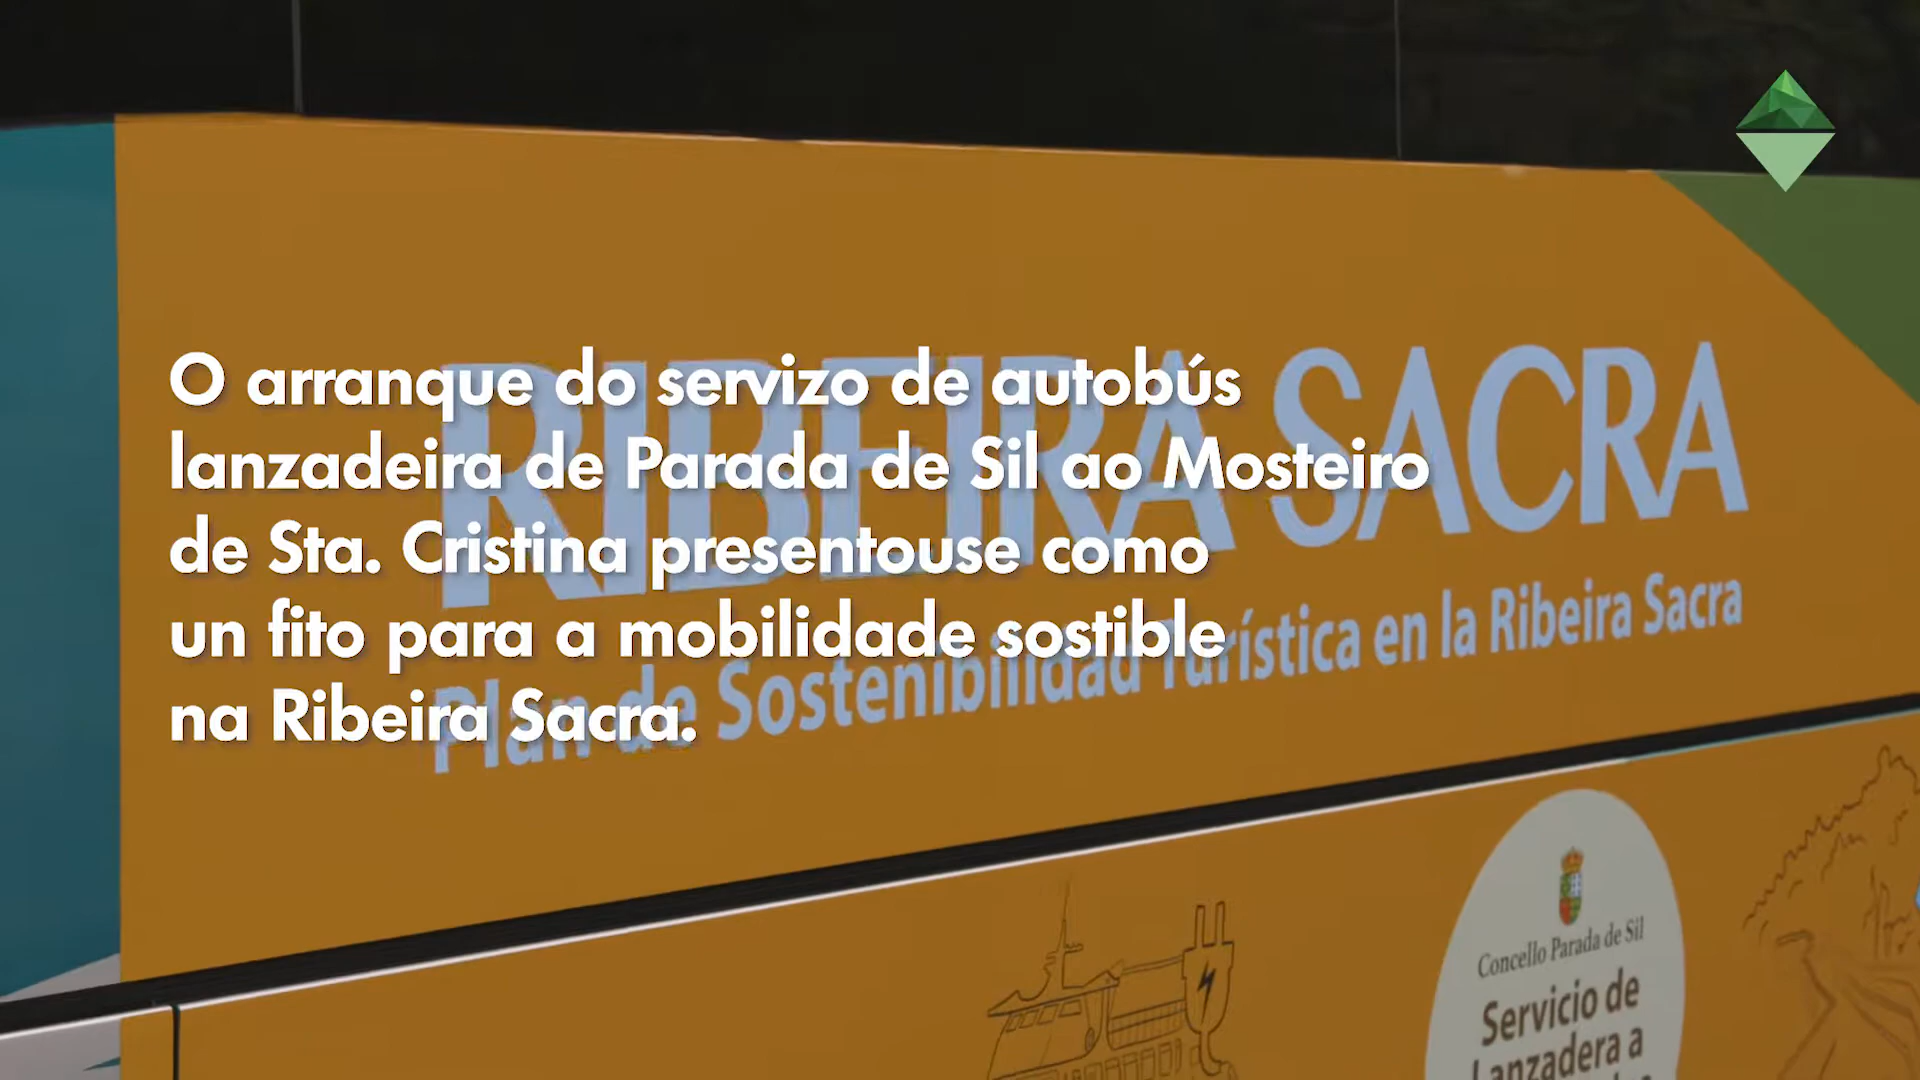 O arranque do servizo de autobús
lanzadeira de Parada de Sil ao Mosteiro
de Sta. Cristina presentouse como
un fito para a mobilidade sostible
na Ribeira Sacra.
RIBEIRA SACRA
Plan de Sostenibilidad Turística en la Ribeira Sacra
Concello Parada de Sil
Servicio de
Lanzadera a